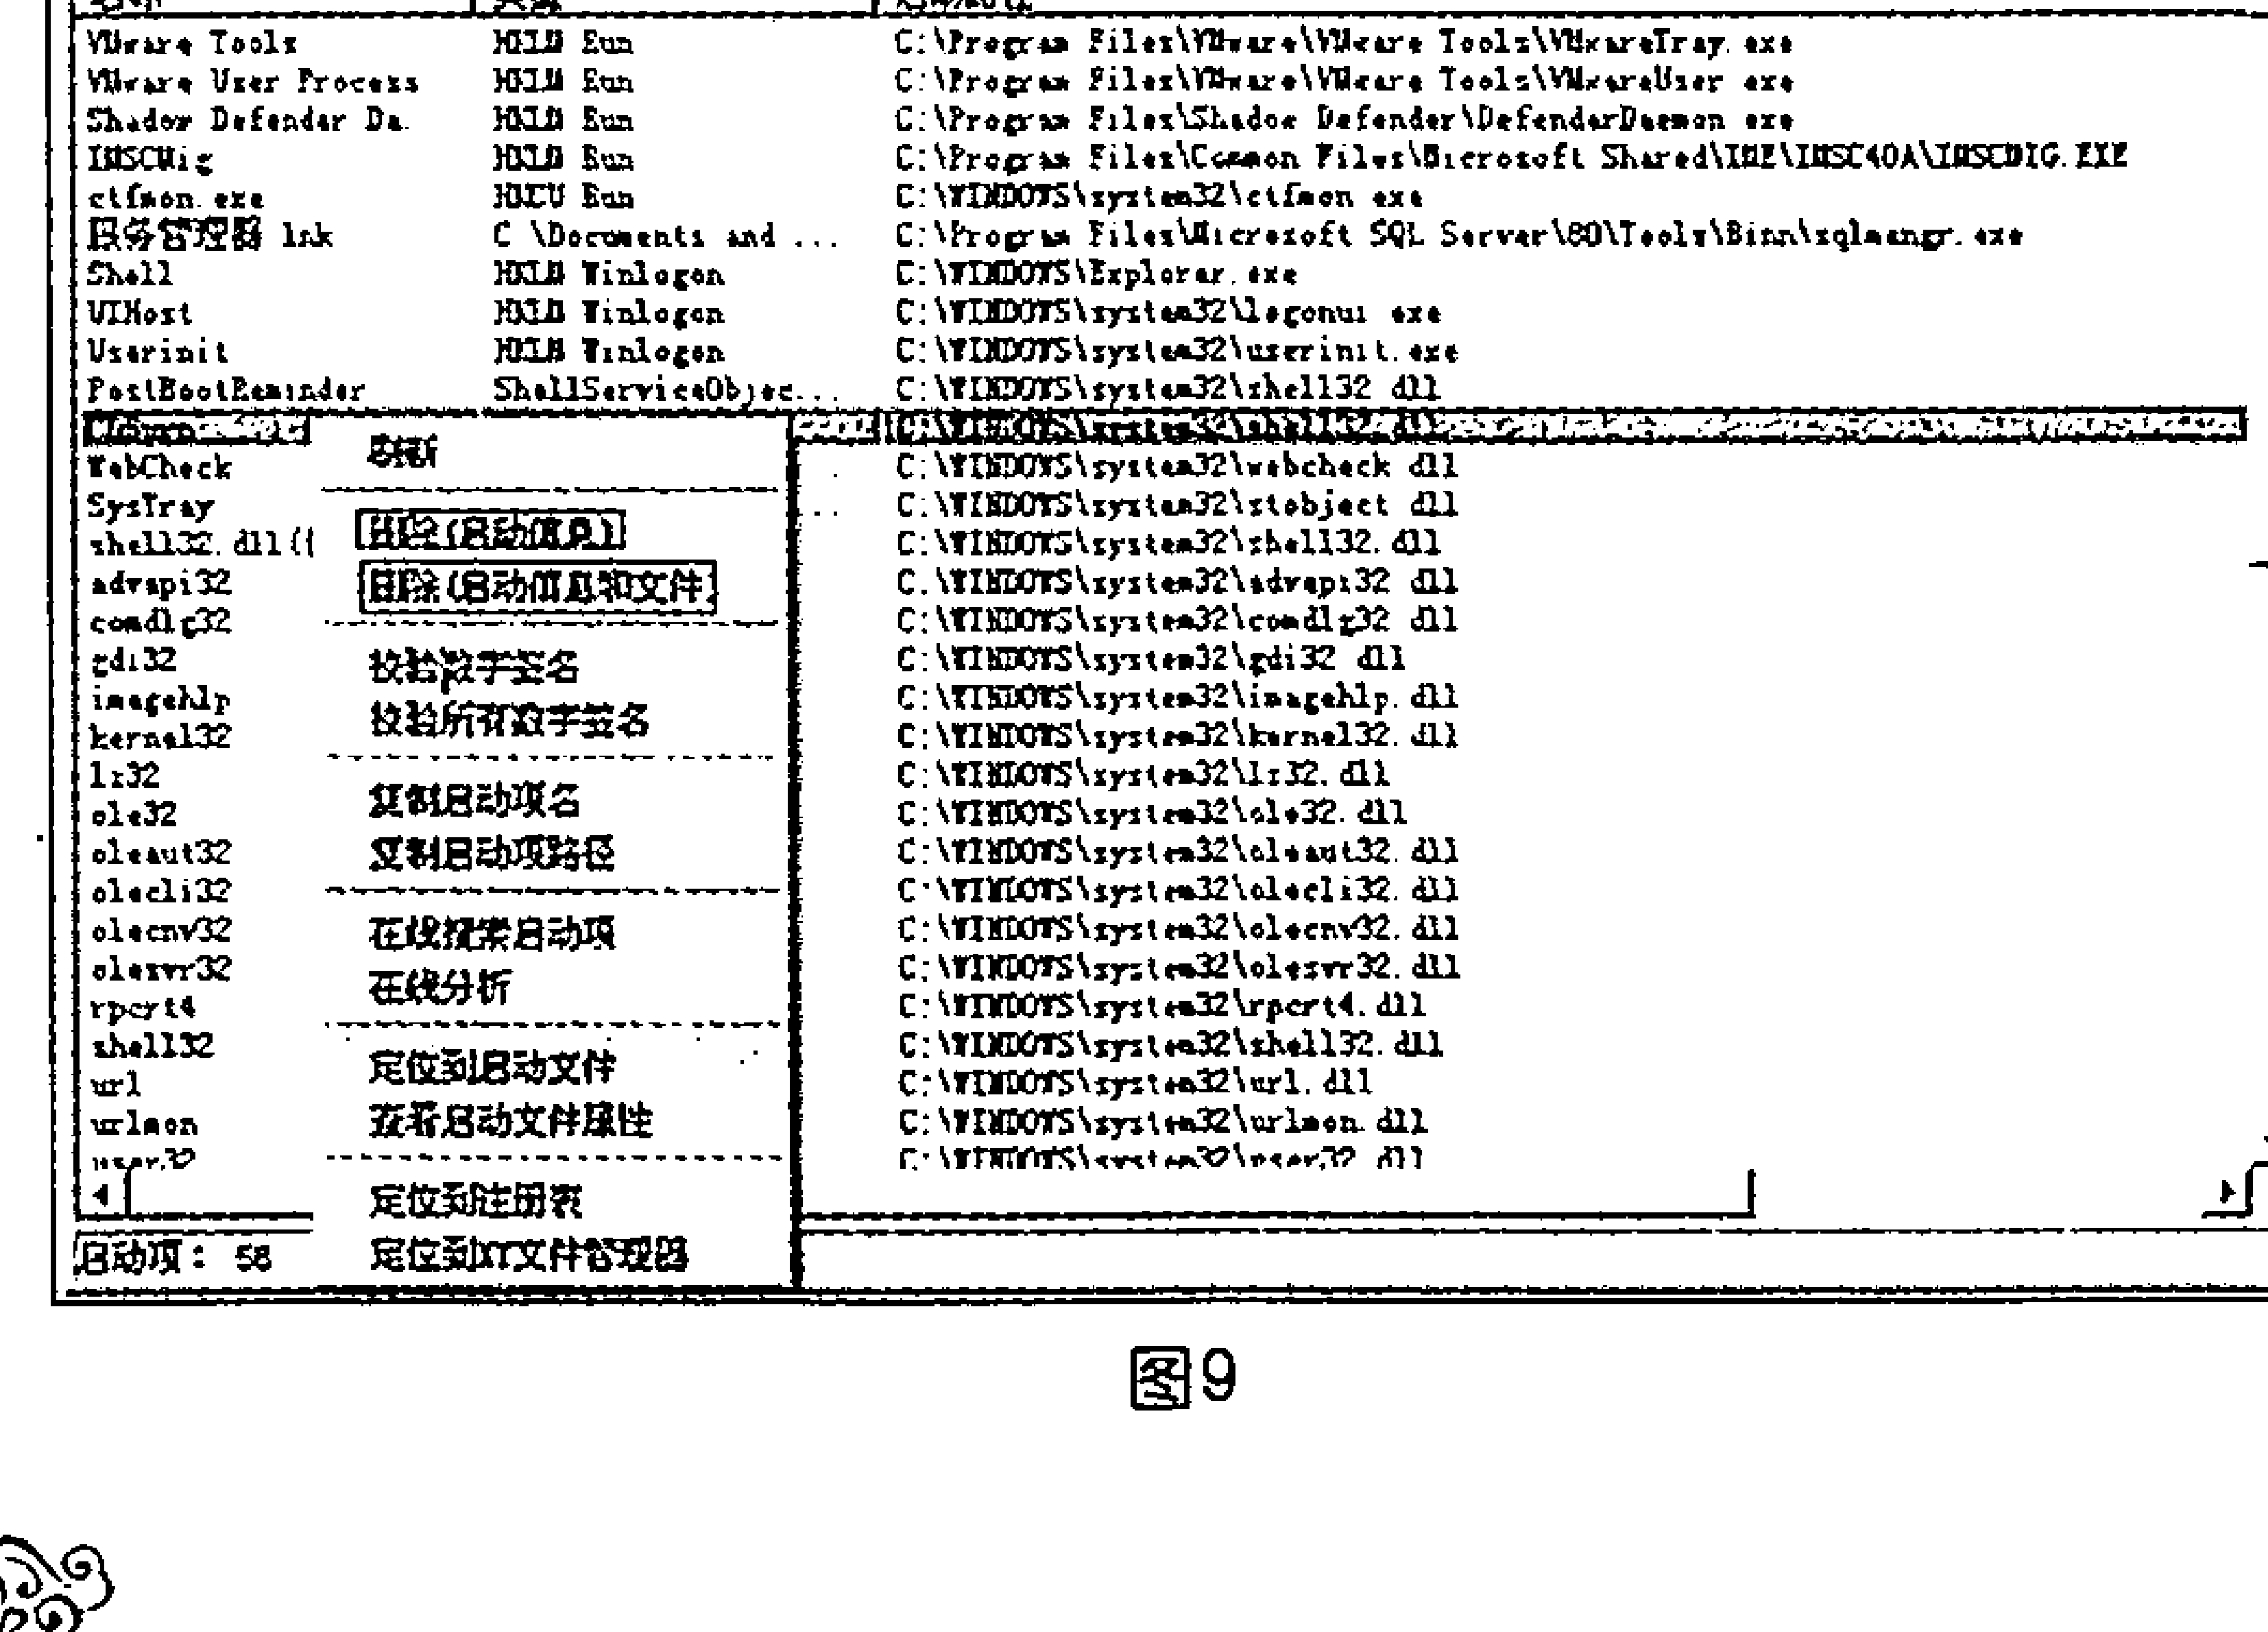 VMware Tools HKLM Run C:\Program Files\VMware\VMware Tools\VMwareTray.exe
VMware User Process HKLM Run C:\Program Files\VMware\VMware Tools\VMwareUser exe
Shadow Defender Da. HKLM Run C:\Program Files\Shadow Defender\DefenderDaemon exe
IMSCMig HKLM Run C:\Program Files\Common Files\Microsoft Shared\IME\IMSC40A\IMSCMIG.EXE
ctfmon.exe HKCU Run C:\WINDOWS\system32\ctfmon exe
服务管理器 lnk C \Documents and ... C:\Program Files\Microsoft SQL Server\80\Tools\Binn\sqlmangr.exe
Shell HKLM Winlogon C:\WINDOWS\Explorer.exe
UIHost HKLM Winlogon C:\WINDOWS\system32\logonui exe
Userinit HKLM Winlogon C:\WINDOWS\system32\userinit.exe
PostBootReminder ShellServiceObjec... C:\WINDOWS\system32\shell32 dll
C:\WINDOWS\system32\shell32.dll
WebCheck C:\WINDOWS\system32\webcheck dll
SysTray ... C:\WINDOWS\system32\stobject dll
shell32.dll({ C:\WINDOWS\system32\shell32.dll
advapi32 C:\WINDOWS\system32\advapi32 dll
comdlg32 C:\WINDOWS\system32\comdlg32 dll
gdi32 C:\WINDOWS\system32\gdi32 dll
imagehlp C:\WINDOWS\system32\imagehlp.dll
kernel32 C:\WINDOWS\system32\kernel32.dll
lz32 C:\WINDOWS\system32\lz32.dll
ole32 C:\WINDOWS\system32\ole32.dll
oleaut32 C:\WINDOWS\system32\oleaut32.dll
olecli32 C:\WINDOWS\system32\olecli32.dll
olecnv32 C:\WINDOWS\system32\olecnv32.dll
olesvr32 C:\WINDOWS\system32\olesvr32.dll
rpcrt4 C:\WINDOWS\system32\rpcrt4.dll
shell32 C:\WINDOWS\system32\shell32.dll
url C:\WINDOWS\system32\url.dll
urlmon C:\WINDOWS\system32\urlmon.dll
user32 C:\WINDOWS\system32\user32 dll
刷新
删除(启动信息)
删除(启动信息和文件)
校验数字签名
校验所有数字签名
复制启动项名
复制启动项路径
在线搜索启动项
在线分析
定位到启动文件
查看启动文件属性
定位到注册表
定位到XT文件管理器
启动项： 58
图9